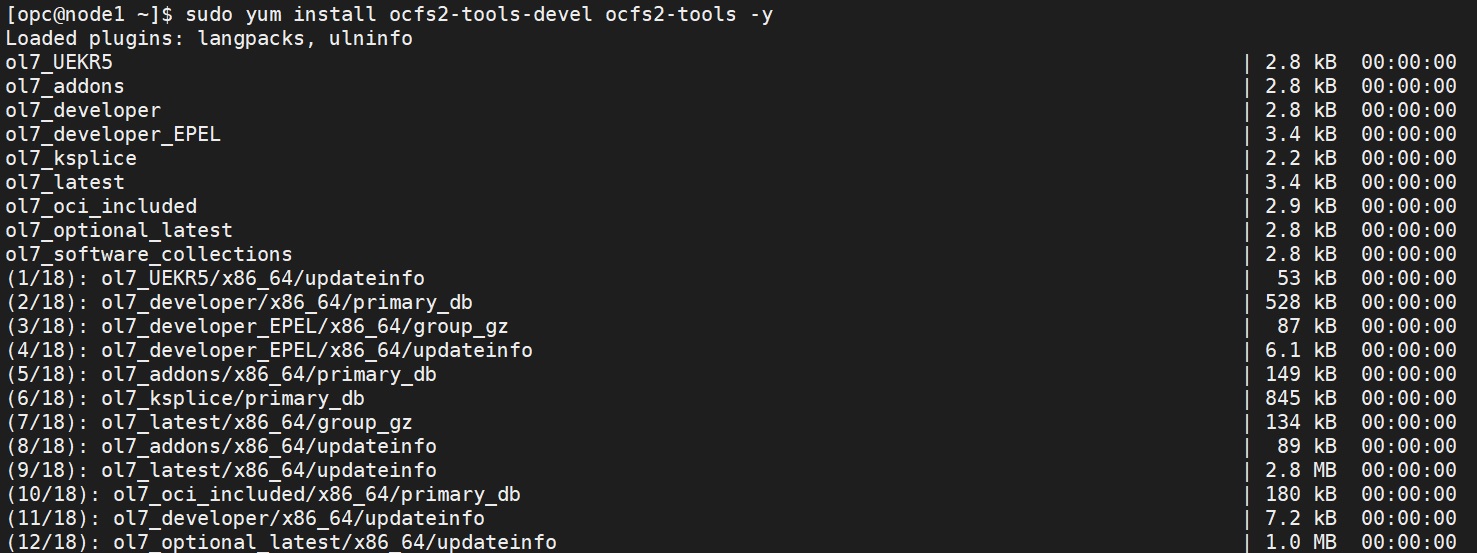 [opc@node1 ~]$ sudo yum install ocfs2-tools-devel ocfs2-tools -y
Loaded plugins: langpacks, ulninfo
ol7_UEKR5 | 2.8 kB 00:00:00
ol7_addons | 2.8 kB 00:00:00
ol7_developer | 2.8 kB 00:00:00
ol7_developer_EPEL | 3.4 kB 00:00:00
ol7_ksplice | 2.2 kB 00:00:00
ol7_latest | 3.4 kB 00:00:00
ol7_oci_included | 2.9 kB 00:00:00
ol7_optional_latest | 2.8 kB 00:00:00
ol7_software_collections | 2.8 kB 00:00:00
(1/18): ol7_UEKR5/x86_64/updateinfo | 53 kB 00:00:00
(2/18): ol7_developer/x86_64/primary_db | 528 kB 00:00:00
(3/18): ol7_developer_EPEL/x86_64/group_gz | 87 kB 00:00:00
(4/18): ol7_developer_EPEL/x86_64/updateinfo | 6.1 kB 00:00:00
(5/18): ol7_addons/x86_64/primary_db | 149 kB 00:00:00
(6/18): ol7_ksplice/primary_db | 845 kB 00:00:00
(7/18): ol7_latest/x86_64/group_gz | 134 kB 00:00:00
(8/18): ol7_addons/x86_64/updateinfo | 89 kB 00:00:00
(9/18): ol7_latest/x86_64/updateinfo | 2.8 MB 00:00:00
(10/18): ol7_oci_included/x86_64/primary_db | 180 kB 00:00:00
(11/18): ol7_developer/x86_64/updateinfo | 7.2 kB 00:00:00
(12/18): ol7_optional_latest/x86_64/updateinfo | 1.0 MB 00:00:00